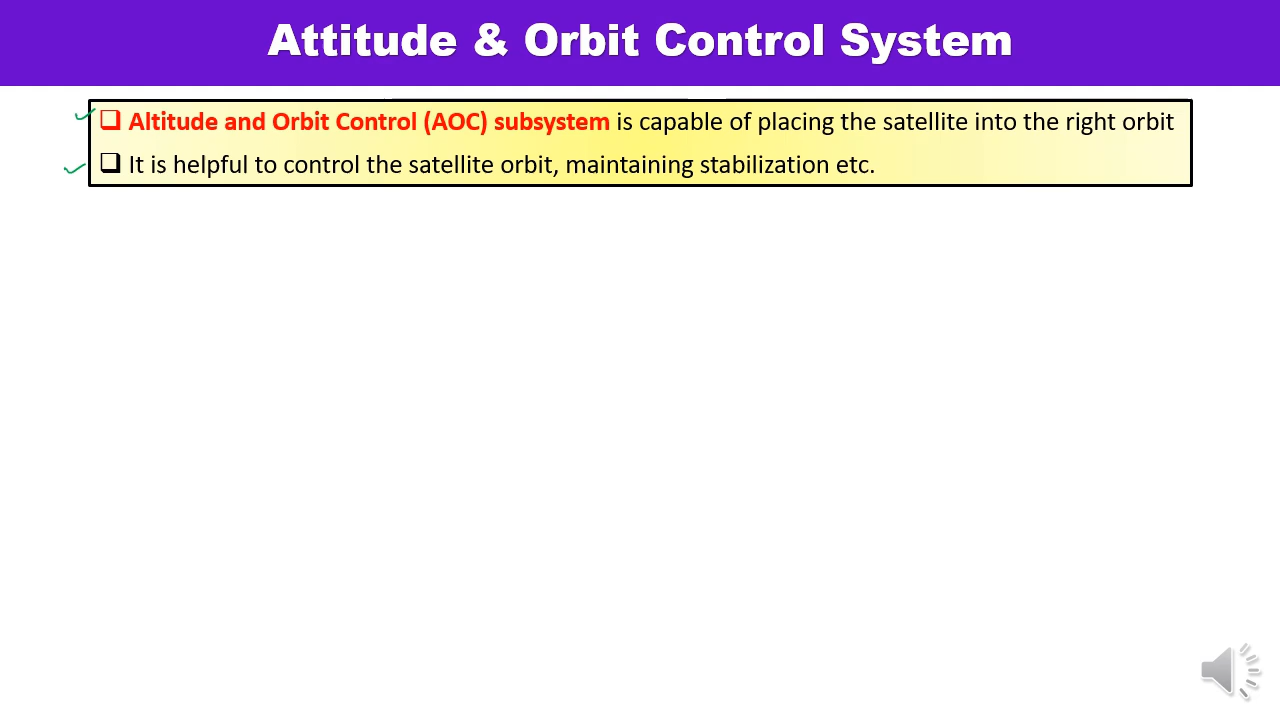 Attitude & Orbit Control System
❑ Altitude and Orbit Control (AOC) subsystem is capable of placing the satellite into the right orbit
❑ It is helpful to control the satellite orbit, maintaining stabilization etc.